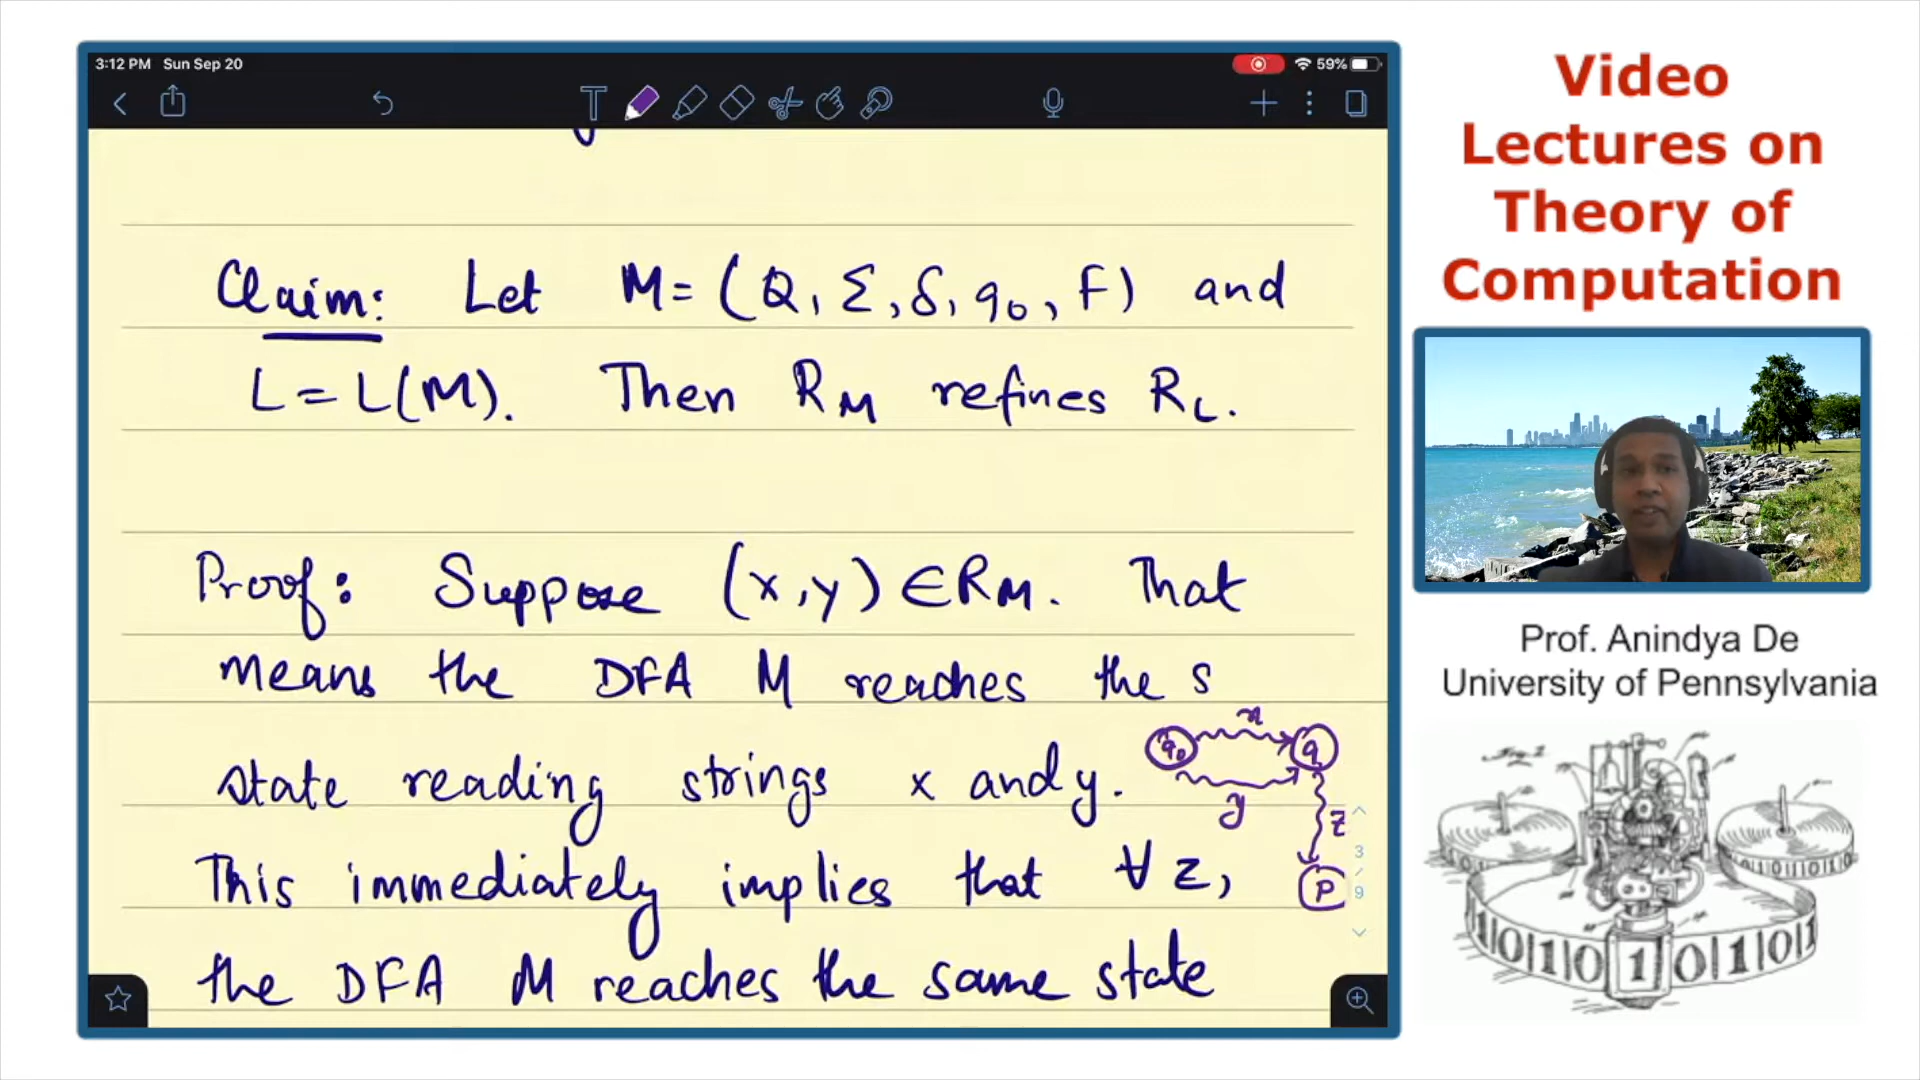 3:12 PM Sun Sep 20
59%
Claim: Let M = (Q, Σ, δ, q₀, F) and
L = L(M). Then R_M refines R_L.
Proof: Suppose (x, y) ∈ R_M. That
means the DFA M reaches the s
state reading strings x and y.
This immediately implies that ∀ z,
the DFA M reaches the same state
q₀ x q
y
z
p
3/9
Video
Lectures on
Theory of
Computation
Prof. Anindya De
University of Pennsylvania